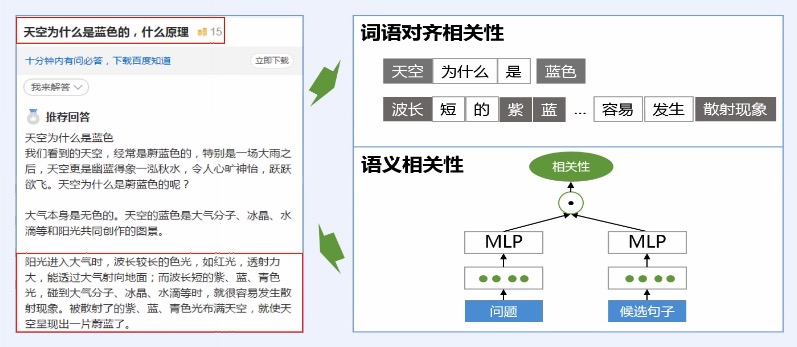 天空为什么是蓝色的，什么原理 15
十分钟内有问必答，下载百度知道 立即下载
我来解答
推荐回答
天空为什么是蓝色
我们看到的天空，经常是蔚蓝色的，特别是一场大雨之
后，天空更是幽蓝得象一泓秋水，令人心旷神怡，跃跃
欲飞。天空为什么是蔚蓝色的呢？
大气本身是无色的。天空的蓝色是大气分子、冰晶、水
滴等和阳光共同创作的图景。
阳光进入大气时，波长较长的色光，如红光，透射力
大，能透过大气射向地面；而波长短的紫、蓝、青色
光，碰到大气分子、冰晶、水滴等时，就很容易发生散
射现象。被散射了的紫、蓝、青色光布满天空，就使天
空呈现出一片蔚蓝了。
词语对齐相关性
天空 为什么 是 蓝色
波长 短 的 紫 蓝 ... 容易 发生 散射现象
语义相关性
相关性
MLP MLP
问题 候选句子